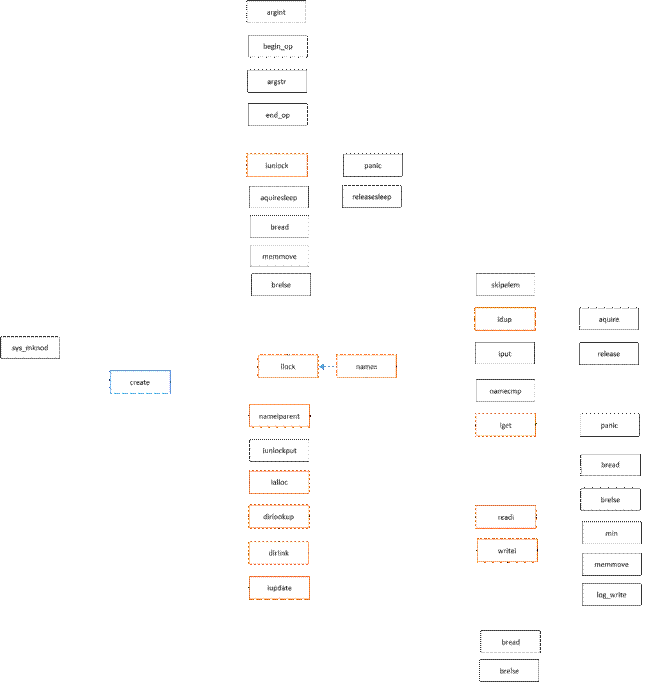 argint
begin_op
argstr
end_op
iunlock
panic
aquiresleep
releasesleep
bread
memmove
brelse
skipelem
idup
aquire
sys_mknod
iput
release
ilock
namex
create
namecmp
nameiparent
iget
panic
iunlockput
bread
ialloc
brelse
dirlookup
readi
min
dirlink
writei
memmove
iupdate
log_write
bread
brelse